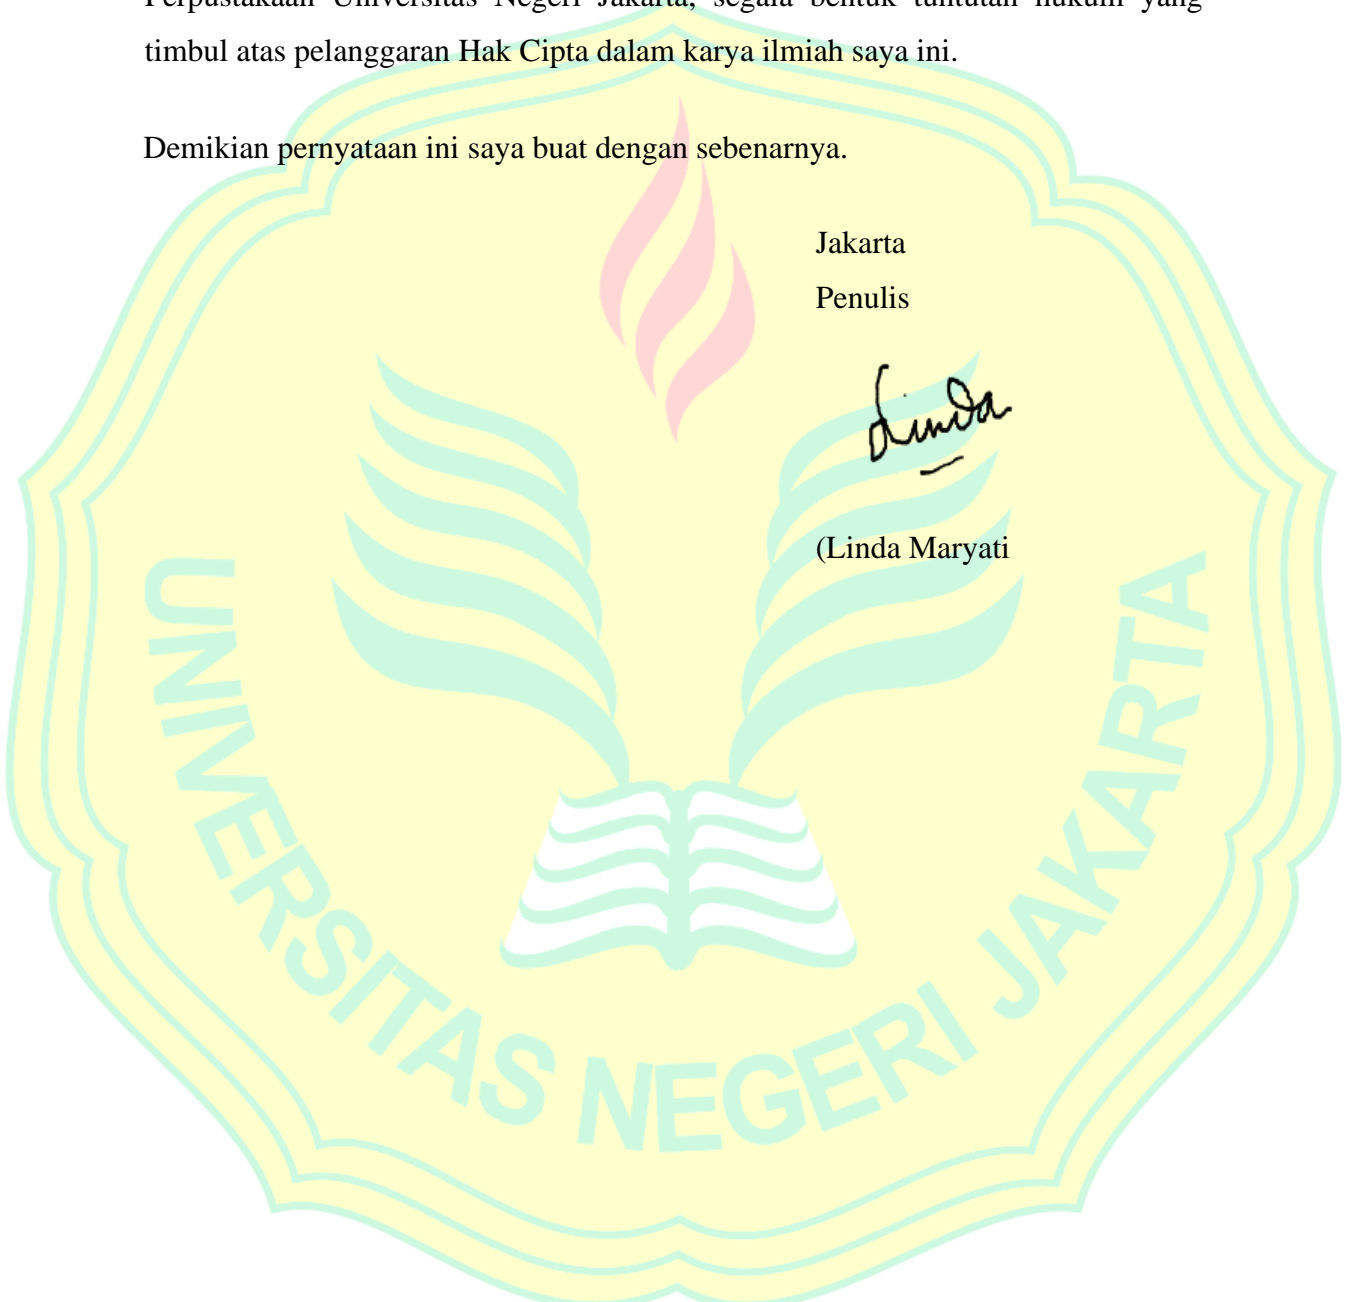 Perpustakaan Universitas Negeri Jakarta, segala bentuk tuntutan hukum yang
timbul atas pelanggaran Hak Cipta dalam karya ilmiah saya ini.
Demikian pernyataan ini saya buat dengan sebenarnya.
Jakarta
Penulis
Linda
(Linda Maryati
UNIVERSITAS NEGERI JAKARTA